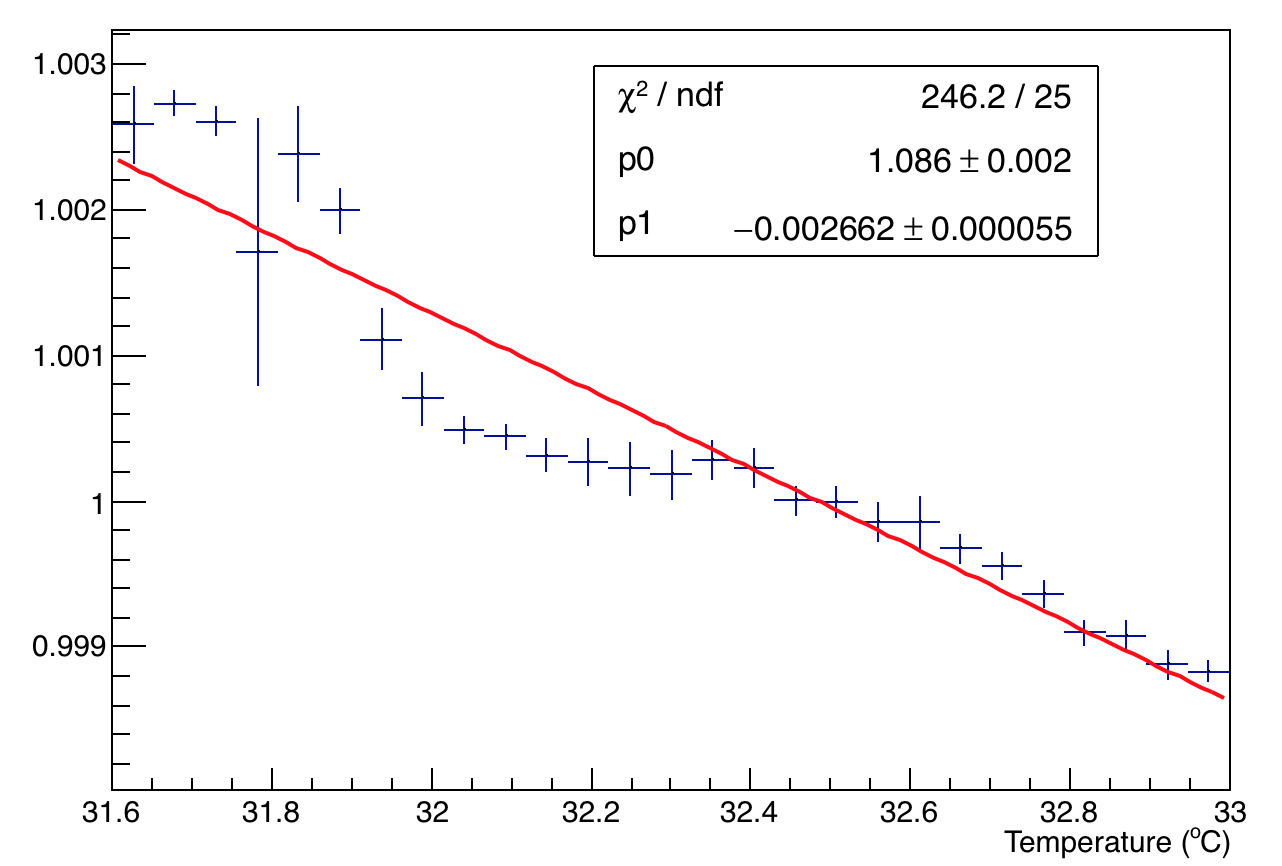 1.003
χ² / ndf 246.2 / 25
p0 1.086 ± 0.002
1.002
p1 −0.002662 ± 0.000055
1.001
1
0.999
31.6 31.8 32 32.2 32.4 32.6 32.8 33
Temperature (°C)